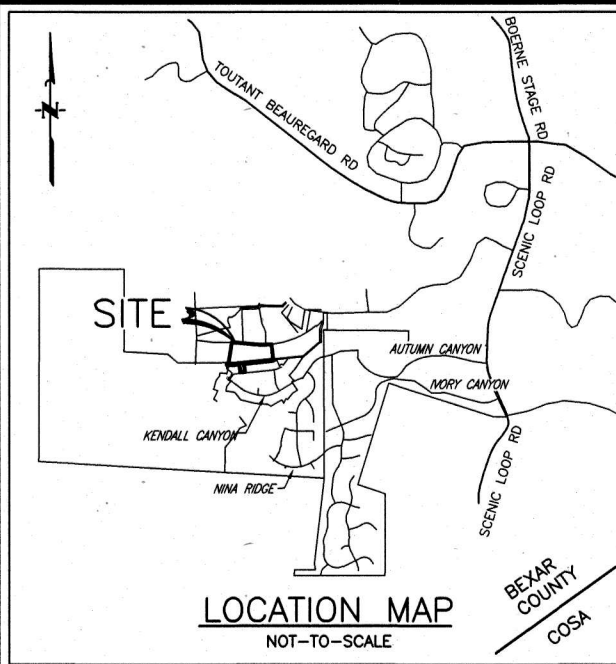 N
TOUTANT BEAUREGARD RD
BOERNE STAGE RD
SCENIC LOOP RD
SITE
AUTUMN CANYON
IVORY CANYON
KENDALL CANYON
NINA RIDGE
SCENIC LOOP RD
LOCATION MAP
NOT-TO-SCALE
BEXAR
COUNTY
COSA